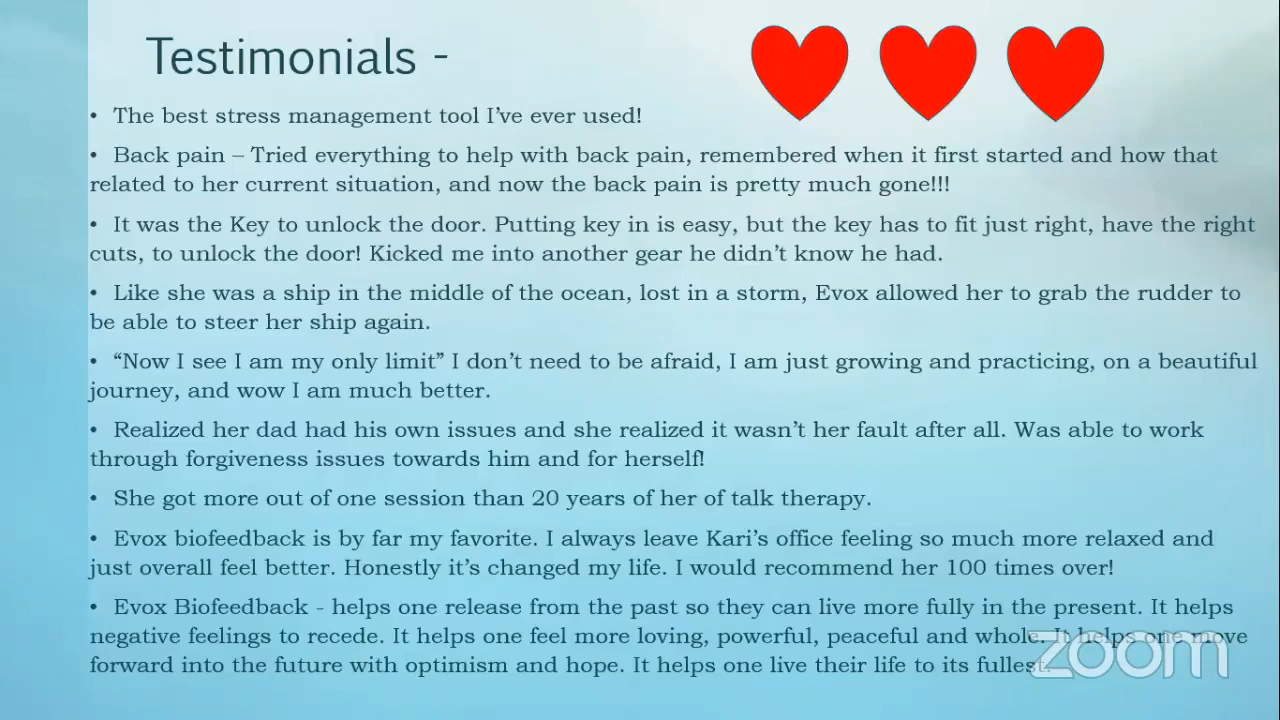 Testimonials -
• The best stress management tool I've ever used!
• Back pain – Tried everything to help with back pain, remembered when it first started and how that
related to her current situation, and now the back pain is pretty much gone!!!
• It was the Key to unlock the door. Putting key in is easy, but the key has to fit just right, have the right
cuts, to unlock the door! Kicked me into another gear he didn't know he had.
• Like she was a ship in the middle of the ocean, lost in a storm, Evox allowed her to grab the rudder to
be able to steer her ship again.
• “Now I see I am my only limit” I don't need to be afraid, I am just growing and practicing, on a beautiful
journey, and wow I am much better.
• Realized her dad had his own issues and she realized it wasn't her fault after all. Was able to work
through forgiveness issues towards him and for herself!
• She got more out of one session than 20 years of her of talk therapy.
• Evox biofeedback is by far my favorite. I always leave Kari's office feeling so much more relaxed and
just overall feel better. Honestly it's changed my life. I would recommend her 100 times over!
• Evox Biofeedback - helps one release from the past so they can live more fully in the present. It helps
negative feelings to recede. It helps one feel more loving, powerful, peaceful and whole. It helps one move
forward into the future with optimism and hope. It helps one live their life to its fullest.
zoom